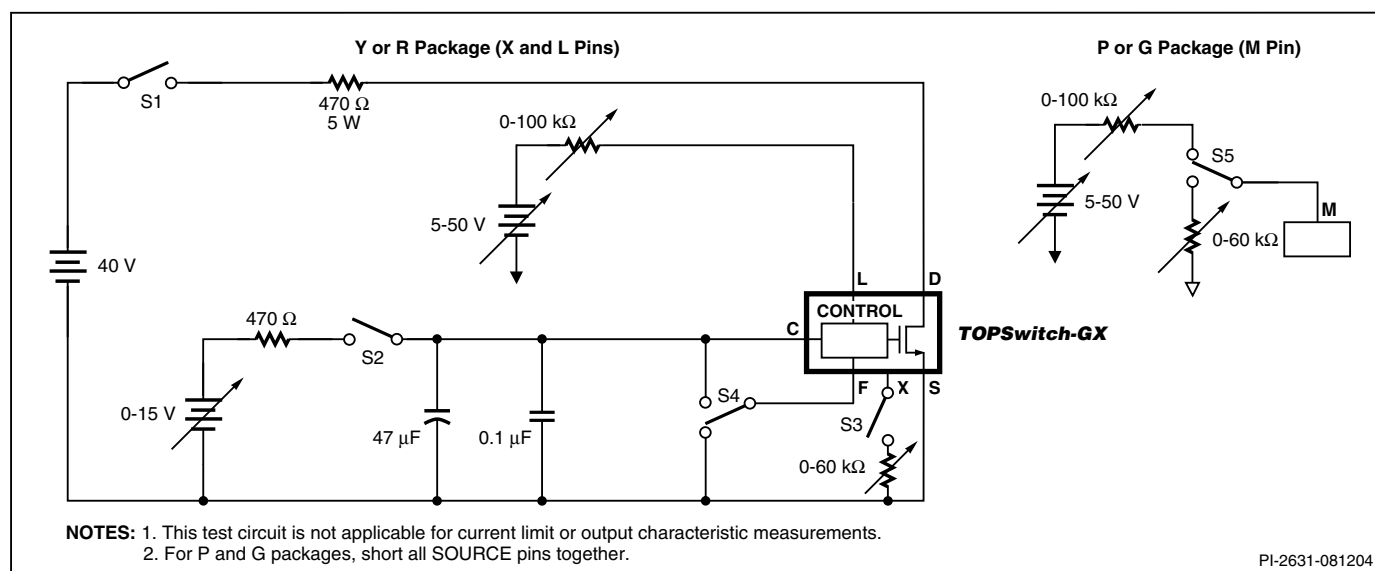 Y or R Package (X and L Pins)
P or G Package (M Pin)
S1
470 Ω
5 W
0-100 kΩ
5-50 V
40 V
0-100 kΩ
S5
5-50 V
0-60 kΩ
M
L
D
CONTROL
C
TOPSwitch-GX
F
X
S
470 Ω
S2
0-15 V
47 µF
0.1 µF
S4
S3
0-60 kΩ
NOTES: 1. This test circuit is not applicable for current limit or output characteristic measurements.
2. For P and G packages, short all SOURCE pins together.
PI-2631-081204